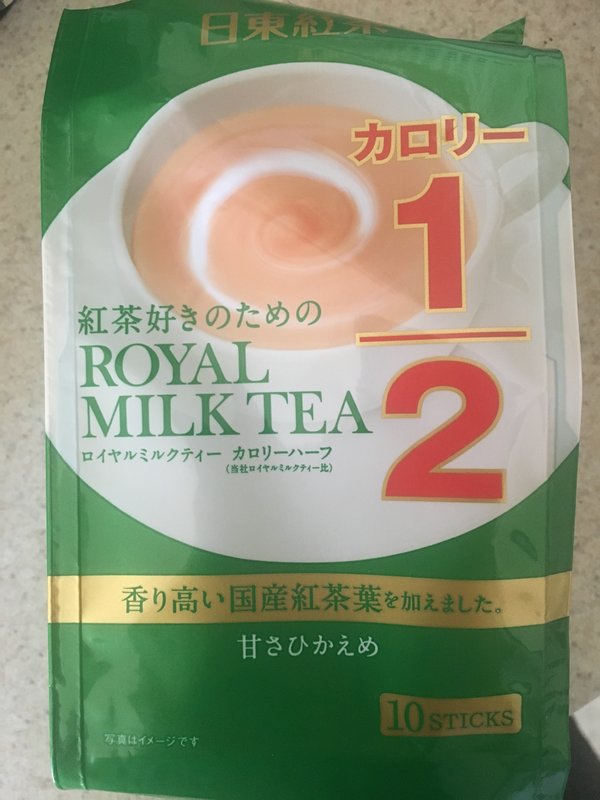 日東紅茶
カロリー
1
2
紅茶好きのための
ROYAL
MILK TEA
ロイヤルミルクティー カロリーハーフ
(当社ロイヤルミルクティー比)
香り高い国産紅茶葉を加えました。
甘さひかえめ
10 STICKS
写真はイメージです